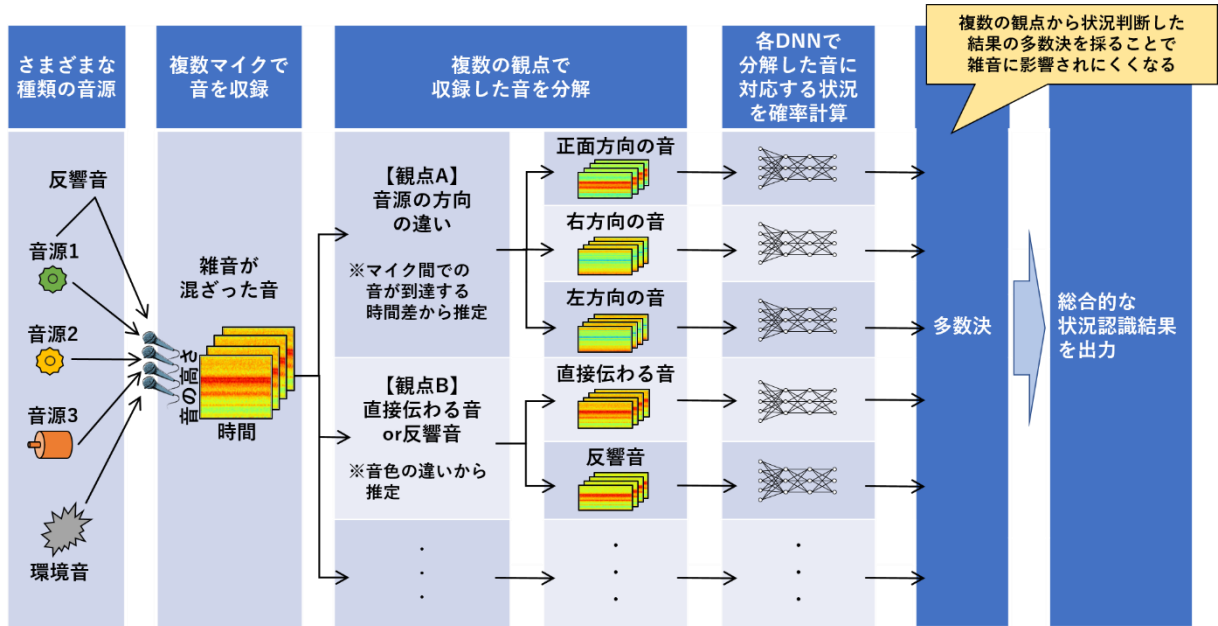 さまざまな
種類の音源
複数マイクで
音を収録
複数の観点で
収録した音を分解
各DNNで
分解した音に
対応する状況
を確率計算
複数の観点から状況判断した
結果の多数決を採ることで
雑音に影響されにくくなる
反響音
音源1
音源2
音源3
環境音
雑音が
混ざった音
音の高さ
時間
【観点A】
音源の方向
の違い
※マイク間での
音が到達する
時間差から推定
【観点B】
直接伝わる音
or反響音
※音色の違いから
推定
・
・
・
正面方向の音
右方向の音
左方向の音
直接伝わる音
反響音
・
・
・
・
・
・
多数決
総合的な
状況認識結果
を出力